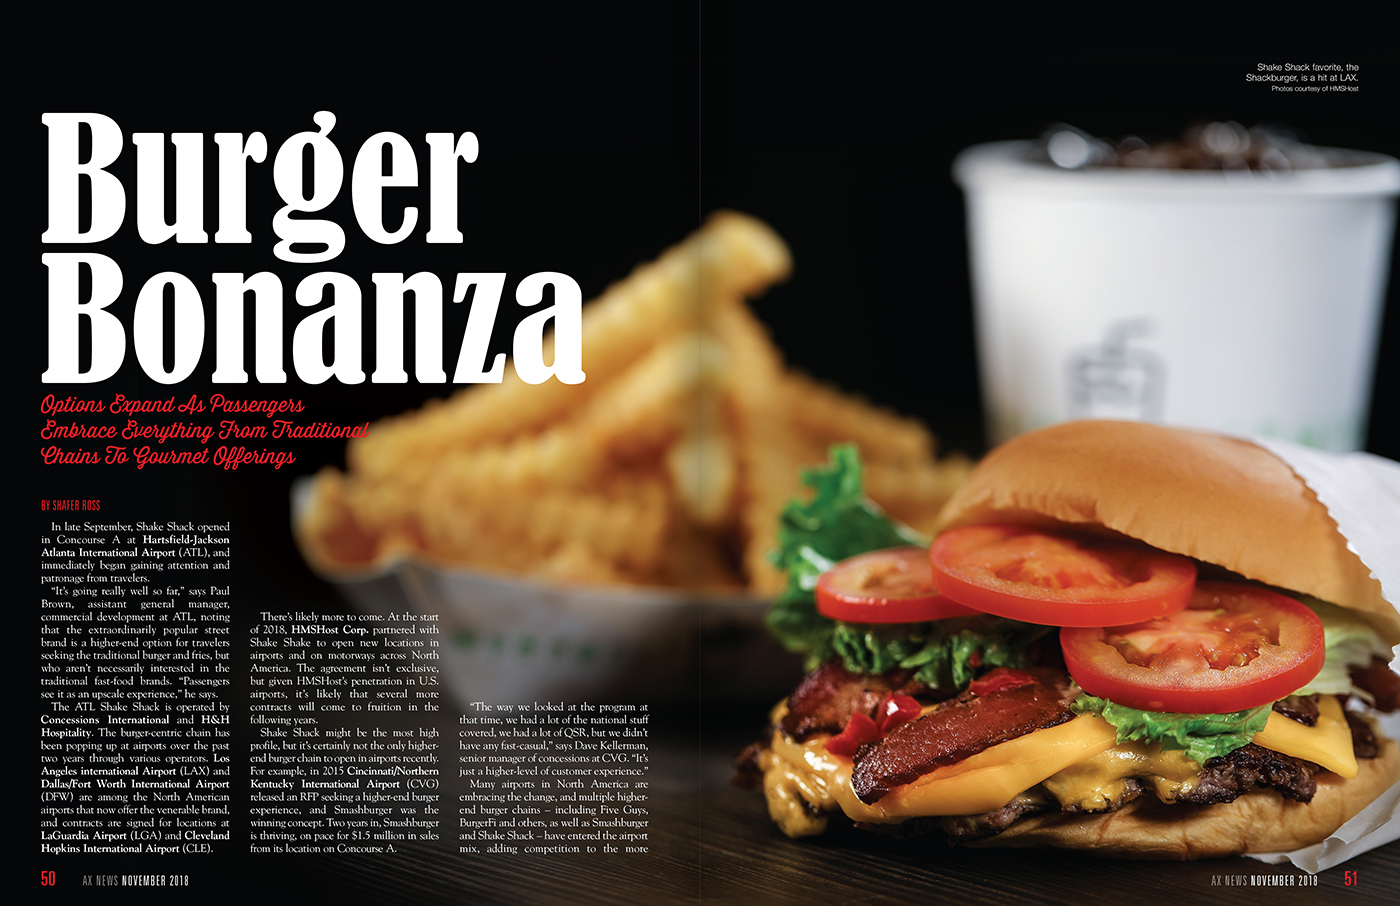 Shake Shack favorite, the
Shackburger, is a hit at LAX.
Photos courtesy of HMSHost
Burger
Bonanza
Options Expand As Passengers
Embrace Everything From Traditional
Chains To Gourmet Offerings
BY SHAFER ROSS
In late September, Shake Shack opened
in Concourse A at Hartsfield-Jackson
Atlanta International Airport (ATL), and
immediately began gaining attention and
patronage from travelers.
“It’s going really well so far,” says Paul
Brown, assistant general manager,
commercial development at ATL, noting
that the extraordinarily popular street
brand is a higher-end option for travelers
seeking the traditional burger and fries, but
who aren’t necessarily interested in the
traditional fast-food brands. “Passengers
see it as an upscale experience,” he says.
The ATL Shake Shack is operated by
Concessions International and H&H
Hospitality. The burger-centric chain has
been popping up at airports over the past
two years through various operators. Los
Angeles international Airport (LAX) and
Dallas/Fort Worth International Airport
(DFW) are among the North American
airports that now offer the venerable brand,
and contracts are signed for locations at
LaGuardia Airport (LGA) and Cleveland
Hopkins International Airport (CLE).
There’s likely more to come. At the start
of 2018, HMSHost Corp. partnered with
Shake Shake to open new locations in
airports and on motorways across North
America. The agreement isn’t exclusive,
but given HMSHost’s penetration in U.S.
airports, it’s likely that several more
contracts will come to fruition in the
following years.
Shake Shack might be the most high
profile, but it’s certainly not the only higher-
end burger chain to open in airports recently.
For example, in 2015 Cincinnati/Northern
Kentucky International Airport (CVG)
released an RFP seeking a higher-end burger
experience, and Smashburger was the
winning concept. Two years in, Smashburger
is thriving, on pace for $1.5 million in sales
from its location on Concourse A.
“The way we looked at the program at
that time, we had a lot of the national stuff
covered, we had a lot of QSR, but we didn’t
have any fast-casual,” says Dave Kellerman,
senior manager of concessions at CVG. “It’s
just a higher-level of customer experience.”
Many airports in North America are
embracing the change, and multiple higher-
end burger chains – including Five Guys,
BurgerFi and others, as well as Smashburger
and Shake Shack – have entered the airport
mix, adding competition to the more
50 AX NEWS NOVEMBER 2018
AX NEWS NOVEMBER 2018 51